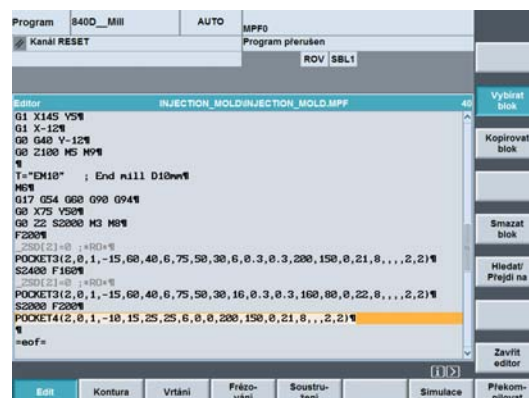 Program 840D__Mill AUTO MPF0
Kanál RESET Program přerušen
ROV SBL1
Editor INJECTION_MOLD\INJECTION_MOLD.MPF 40
G1 X145 Y5¶
G1 X-12¶
G0 G40 Y-12¶
G0 Z100 M5 M9¶
¶
T="EM10" ; End mill D10mm¶
M6¶
G17 G54 G60 G90 G94¶
G0 X75 Y50¶
G0 Z2 S2000 M3 M8¶
F200¶
_ZSD[2]=0 ;*RO*¶
POCKET3(2,0,1,-15,60,40,6,75,50,30,6,0.3,0.3,200,150,0,21,8,,,,2,2)¶
S2400 F160¶
_ZSD[2]=0 ;*RO*¶
POCKET3(2,0,1,-15,60,40,6,75,50,30,16,0.3,0.3,160,80,0,22,8,,,,2,2)¶
S2000 F200¶
POCKET4(2,0,1,-10,15,25,25,6,0,0,200,150,0,21,8,,,2,2)¶
¶
=eof=
Vybírat
blok
Kopírovat
blok
Smazat
blok
Hledat/
Přejdi na
Zavřít
editor
Edit Kontura Vrtání Frézo-
vání Soustru-
žení Simulace Překom-
pilovat